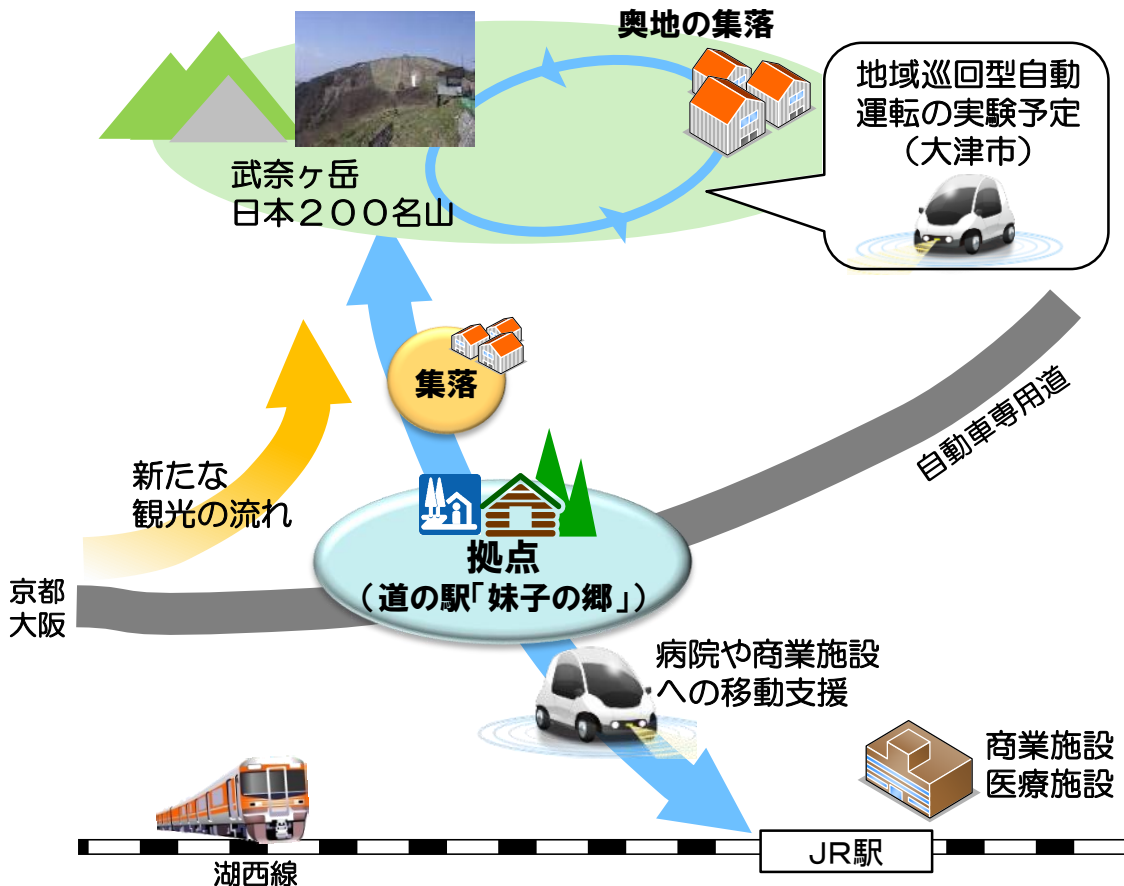 奥地の集落
地域巡回型自動
運転の実験予定
（大津市）
武奈ヶ岳
日本２００名山
集落
自動車専用道
新たな
観光の流れ
拠点
（道の駅「妹子の郷」）
京都
大阪
病院や商業施設
への移動支援
商業施設
医療施設
JR駅
湖西線